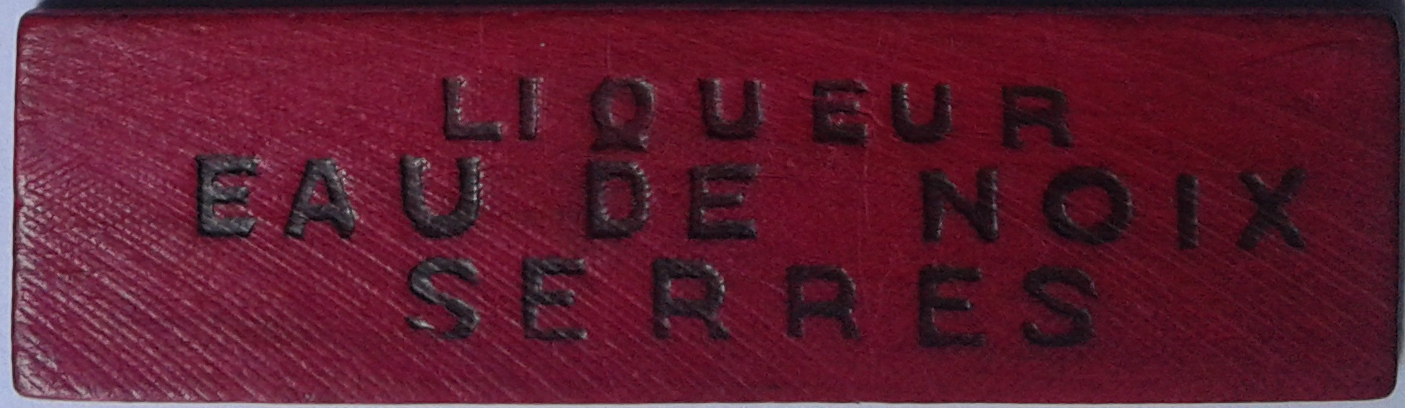 LIQUEUR
EAU DE NOIX
SERRES